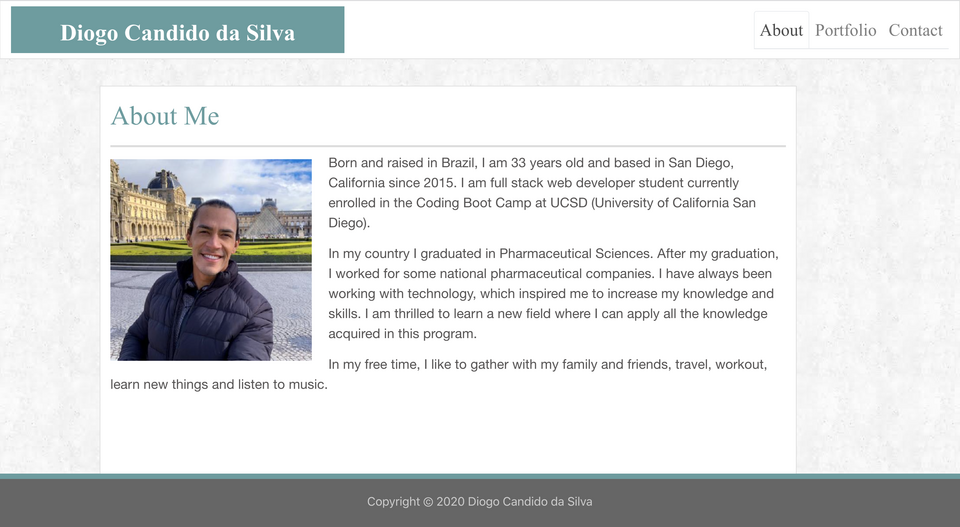 Diogo Candido da Silva
About Portfolio Contact
About Me
Born and raised in Brazil, I am 33 years old and based in San Diego,
California since 2015. I am full stack web developer student currently
enrolled in the Coding Boot Camp at UCSD (University of California San
Diego).
In my country I graduated in Pharmaceutical Sciences. After my graduation,
I worked for some national pharmaceutical companies. I have always been
working with technology, which inspired me to increase my knowledge and
skills. I am thrilled to learn a new field where I can apply all the knowledge
acquired in this program.
In my free time, I like to gather with my family and friends, travel, workout,
learn new things and listen to music.
Copyright © 2020 Diogo Candido da Silva